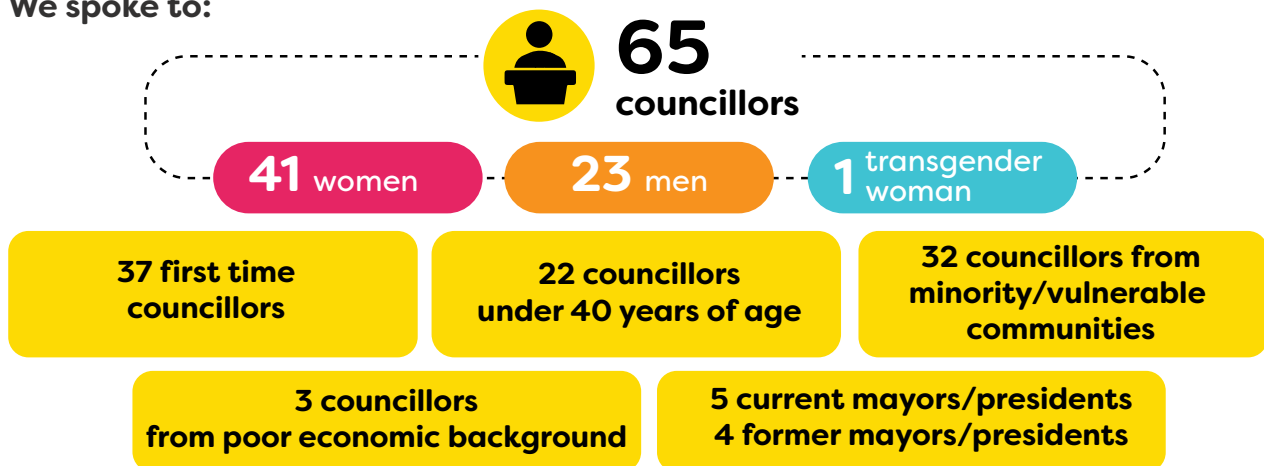 We spoke to:
65
councillors
41 women
23 men
1 transgender
woman
37 first time
councillors
22 councillors
under 40 years of age
32 councillors from
minority/vulnerable
communities
3 councillors
from poor economic background
5 current mayors/presidents
4 former mayors/presidents